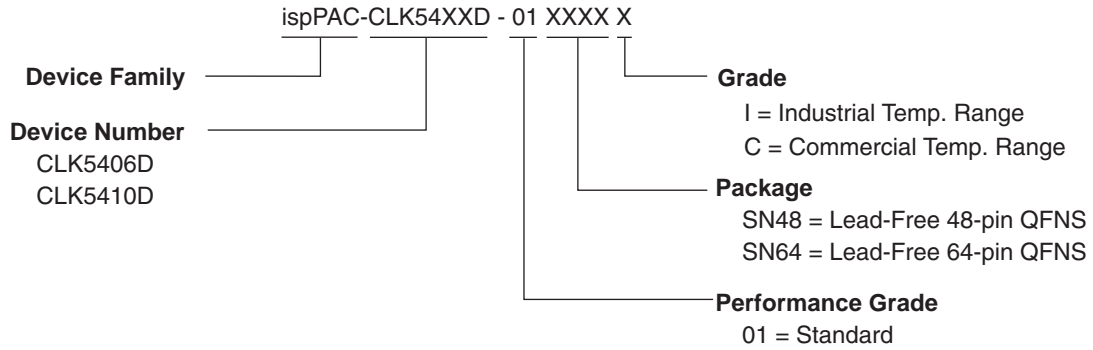 ispPAC-CLK54XXD - 01 XXXX X
Device Family
Device Number
CLK5406D
CLK5410D
Grade
I = Industrial Temp. Range
C = Commercial Temp. Range
Package
SN48 = Lead-Free 48-pin QFNS
SN64 = Lead-Free 64-pin QFNS
Performance Grade
01 = Standard